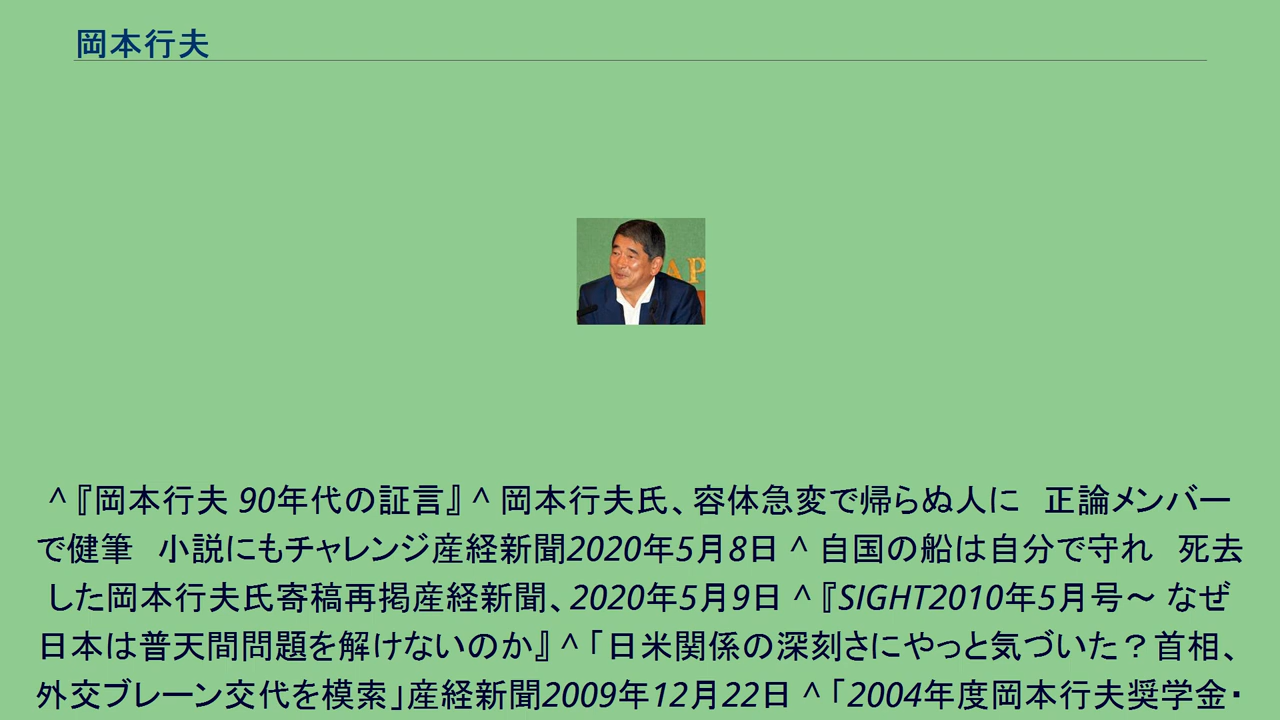 岡本行夫
AP
^『岡本行夫 90年代の証言』^ 岡本行夫氏、容体急変で帰らぬ人に　正論メンバー
で健筆　小説にもチャレンジ産経新聞2020年5月8日 ^ 自国の船は自分で守れ　死去
した岡本行夫氏寄稿再掲産経新聞、2020年5月9日 ^『SIGHT2010年5月号〜 なぜ
日本は普天間問題を解けないのか』^「日米関係の深刻さにやっと気づいた？首相、
外交ブレーン交代を模索」産経新聞2009年12月22日 ^「2004年度岡本行夫奨学金・